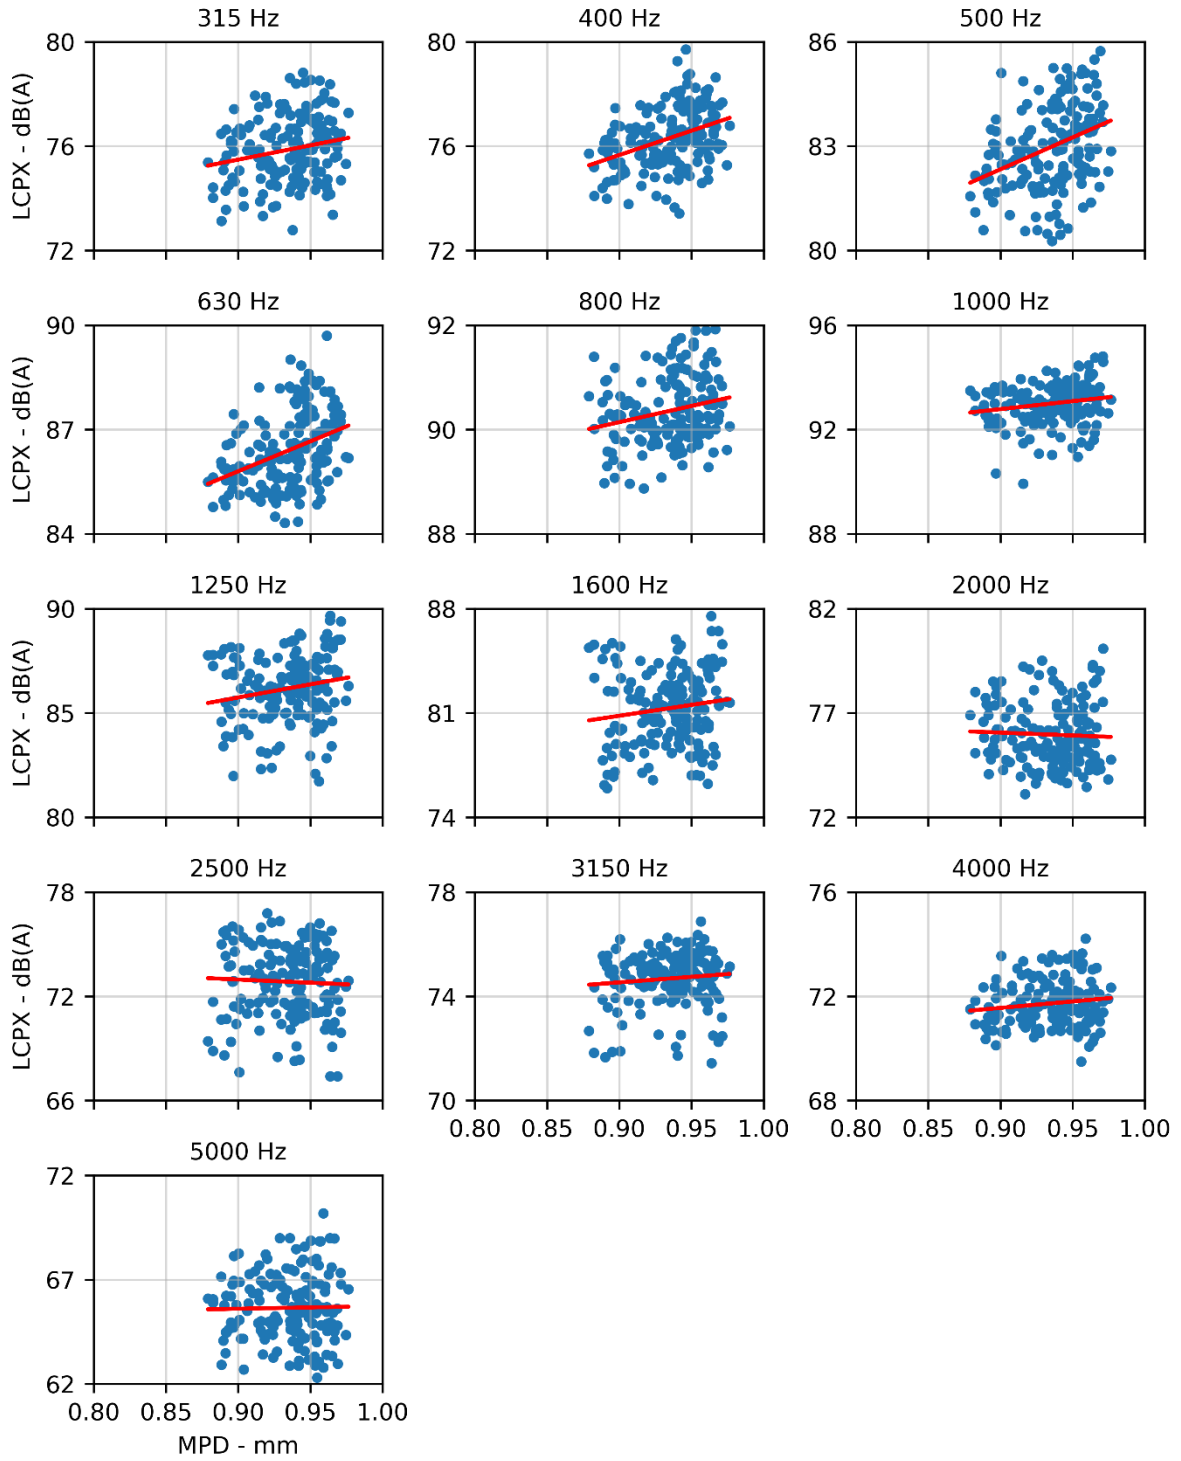 315 Hz
400 Hz
500 Hz
80
76
72
LCPX - dB(A)
80
76
72
86
83
80
630 Hz
800 Hz
1000 Hz
90
87
84
LCPX - dB(A)
92
90
88
96
92
88
1250 Hz
1600 Hz
2000 Hz
90
85
80
LCPX - dB(A)
88
81
74
82
77
72
2500 Hz
3150 Hz
4000 Hz
78
72
66
LCPX - dB(A)
78
74
70
76
72
68
0.80 0.85 0.90 0.95 1.00
0.80 0.85 0.90 0.95 1.00
5000 Hz
72
67
62
0.80 0.85 0.90 0.95 1.00
MPD - mm